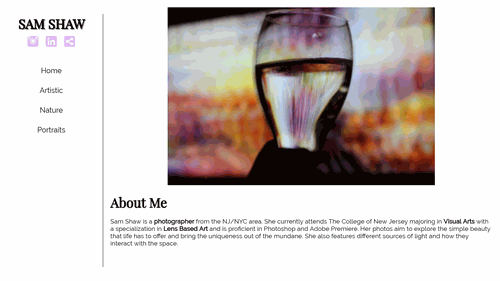 SAM SHAW
Home
Artistic
Nature
Portraits
About Me
Sam Shaw is a photographer from the NJ/NYC area. She currently attends The College of New Jersey majoring in Visual Arts with
a specialization in Lens Based Art and is proficient in Photoshop and Adobe Premiere. Her photos aim to explore the simple beauty
that life has to offer and bring the uniqueness out of the mundane. She also features different sources of light and how they
interact with the space.